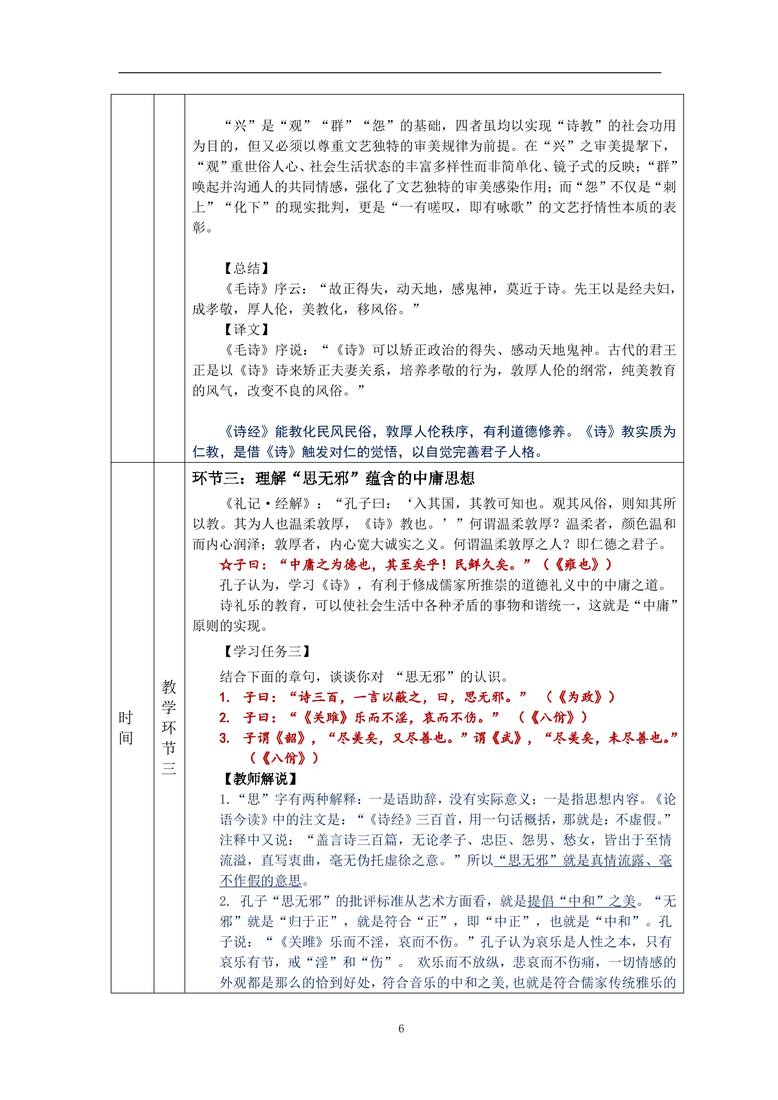 “兴”是“观”“群”“怨”的基础，四者虽均以实现“诗教”的社会功用
为目的，但又必须以尊重文艺独特的审美规律为前提。在“兴”之审美提挈下，
“观”重世俗人心、社会生活状态的丰富多样性而非简单化、镜子式的反映；“群”
唤起并沟通人的共同情感，强化了文艺独特的审美感染作用；而“怨”不仅是“刺
上”“化下”的现实批判，更是“一有嗟叹，即有咏歌”的文艺抒情性本质的表
彰。
【总结】
《毛诗》序云：“故正得失，动天地，感鬼神，莫近于诗。先王以是经夫妇，
成孝敬，厚人伦，美教化，移风俗。”
【译文】
《毛诗》序说：“《诗》可以矫正政治的得失、感动天地鬼神。古代的君王
正是以《诗》诗来矫正夫妻关系，培养孝敬的行为，敦厚人伦的纲常，纯美教育
的风气，改变不良的风俗。”
《诗经》能教化民风民俗，敦厚人伦秩序，有利道德修养。《诗》教实质为
仁教，是借《诗》触发对仁的觉悟，以自觉完善君子人格。
时间
教学环节三
环节三：理解“思无邪”蕴含的中庸思想
《礼记·经解》：“孔子曰：‘入其国，其教可知也。观其风俗，则知其所
以教。其为人也温柔敦厚，《诗》教也。’”何谓温柔敦厚？温柔者，颜色温和
而内心润泽；敦厚者，内心宽大诚实之义。何谓温柔敦厚之人？即仁德之君子。
☆子曰：“中庸之为德也，其至矣乎！民鲜久矣。”（《雍也》）
孔子认为，学习《诗》，有利于修成儒家所推崇的道德礼义中的中庸之道。
诗礼乐的教育，可以使社会生活中各种矛盾的事物和谐统一，这就是“中庸”
原则的实现。
【学习任务三】
结合下面的章句，谈谈你对 “思无邪”的认识。
1. 子曰：“诗三百，一言以蔽之，曰，思无邪。” （《为政》）
2. 子曰：“《关雎》乐而不淫，哀而不伤。” （《八佾》）
3. 子谓《韶》，“尽美矣，又尽善也。”谓《武》，“尽美矣，未尽善也。”
（《八佾》）
【教师解说】
1.“思”字有两种解释：一是语助辞，没有实际意义；一是指思想内容。《论
语今读》中的注文是：“《诗经》三百首，用一句话概括，那就是：不虚假。”
注释中又说：“盖言诗三百篇，无论孝子、忠臣、怨男、愁女，皆出于至情
流溢，直写衷曲，毫无伪托虚徐之意。”所以“思无邪”就是真情流露、毫
不作假的意思。
2. 孔子“思无邪”的批评标准从艺术方面看，就是提倡“中和”之美。“无
邪”就是“归于正”，就是符合“正”，即“中正”，也就是“中和”。孔
子说：“《关雎》乐而不淫，哀而不伤。”孔子认为哀乐是人性之本，只有
哀乐有节，戒“淫”和“伤”。 欢乐而不放纵，悲哀而不伤痛，一切情感的
外观都是那么的恰到好处，符合音乐的中和之美,也就是符合儒家传统雅乐的
6